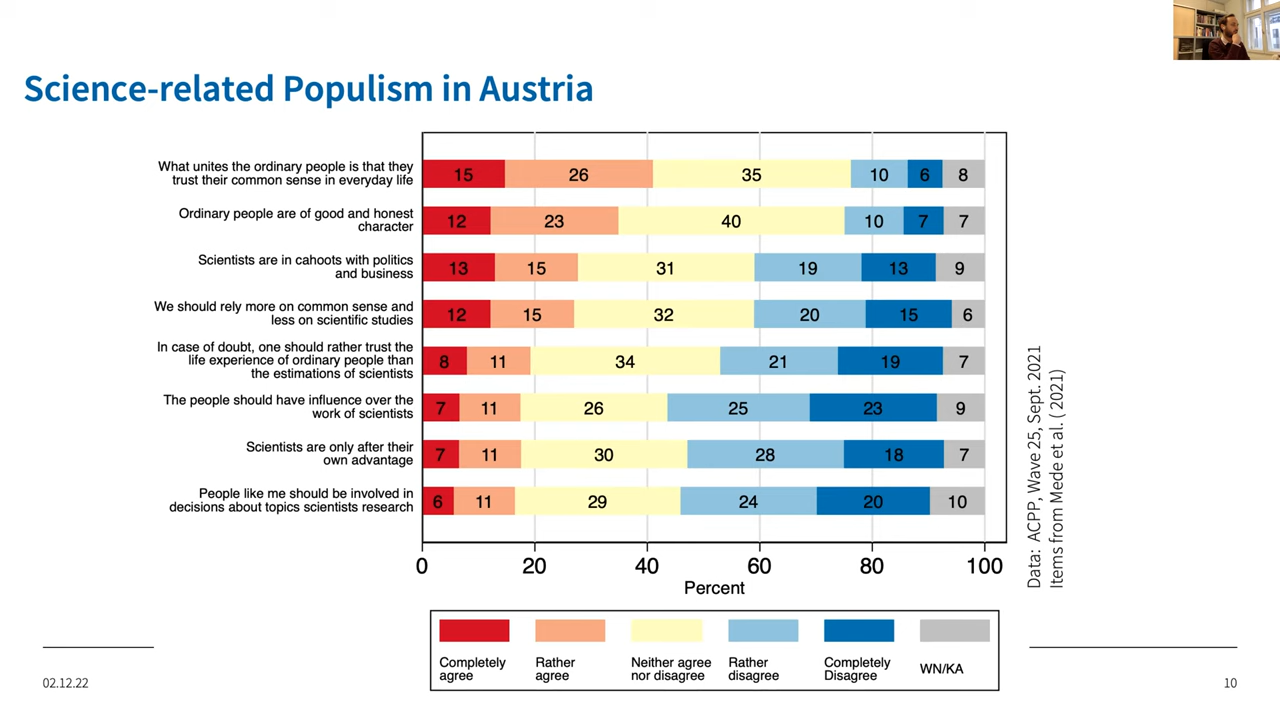 Science-related Populism in Austria
What unites the ordinary people is that they
trust their common sense in everyday life
15 26 35 10 6 8
Ordinary people are of good and honest
character
12 23 40 10 7 7
Scientists are in cahoots with politics
and business
13 15 31 19 13 9
We should rely more on common sense and
less on scientific studies
12 15 32 20 15 6
In case of doubt, one should rather trust the
life experience of ordinary people than
the estimations of scientists
8 11 34 21 19 7
The people should have influence over the
work of scientists
7 11 26 25 23 9
Scientists are only after their
own advantage
7 11 30 28 18 7
People like me should be involved in
decisions about topics scientists research
6 11 29 24 20 10
0 20 40 60 80 100
Percent
Data: ACPP, Wave 25, Sept. 2021
Items from Mede et al. ( 2021)
Completely
agree
Rather
agree
Neither agree
nor disagree
Rather
disagree
Completely
Disagree
WN/KA
02.12.22
10